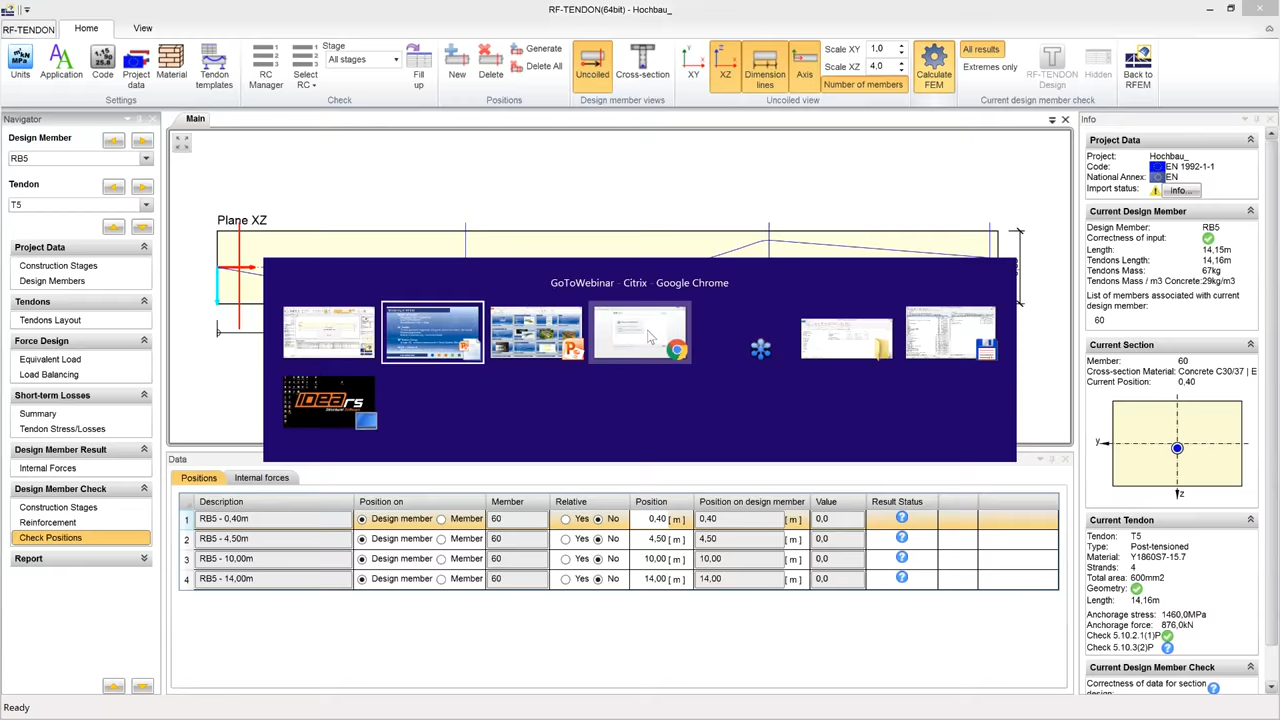 RF-TENDON(64bit) - Hochbau_
RF-TENDON
Home
View
Units
Application
Code
Project data
Material
Tendon templates
Settings
RC Manager
Select RC
Stage
All stages
Fill up
Check
New
Delete
Generate
Delete All
Positions
Uncoiled
Cross-section
Design member views
XY
XZ
Dimension lines
Axis
Scale XY 1,0
Scale XZ 4,0
Number of members
Uncoiled view
Calculate FEM
All results
Extremes only
RF-TENDON Design
Hidden
Current design member check
Back to RFEM
Navigator
Design Member
RB5
Tendon
T5
Project Data
Construction Stages
Design Members
Tendons
Tendons Layout
Force Design
Equivalent Load
Load Balancing
Short-term Losses
Summary
Tendon Stress/Losses
Design Member Result
Internal Forces
Design Member Check
Construction Stages
Reinforcement
Check Positions
Report
Main
Plane XZ
GoToWebinar - Citrix - Google Chrome
IDEA rs
Data
Positions
Internal forces
Description Position on Member Relative Position Position on design member Value Result Status
1 RB5 - 0,40m Design member Member 60 Yes No 0,40 [ m ] 0,40 [ m ] 0,0
2 RB5 - 4,50m Design member Member 60 Yes No 4,50 [ m ] 4,50 [ m ] 0,0
3 RB5 - 10,00m Design member Member 60 Yes No 10,00 [ m ] 10,00 [ m ] 0,0
4 RB5 - 14,00m Design member Member 60 Yes No 14,00 [ m ] 14,00 [ m ] 0,0
Info
Project Data
Project: Hochbau_
Code: EN 1992-1-1
National Annex: EN
Import status: info...
Current Design Member
Design Member: RB5
Correctness of input:
Length: 14,15m
Tendons Length: 14,16m
Tendons Mass: 67kg
Tendons Mass / m3 Concrete: 29kg/m3
List of members associated with current
design member:
60
Current Section
Member: 60
Cross-section Material: Concrete C30/37 | E
Current Position: 0,40
y
z
Current Tendon
Tendon: T5
Type: Post-tensioned
Material: Y1860S7-15.7
Strands: 4
Total area: 600mm2
Geometry:
Length: 14,16m
Anchorage stress: 1460,0MPa
Anchorage force: 876,0kN
Check 5.10.2.1(1)P
Check 5.10.3(2)P
Current Design Member Check
Correctness of data for section
design:
Ready